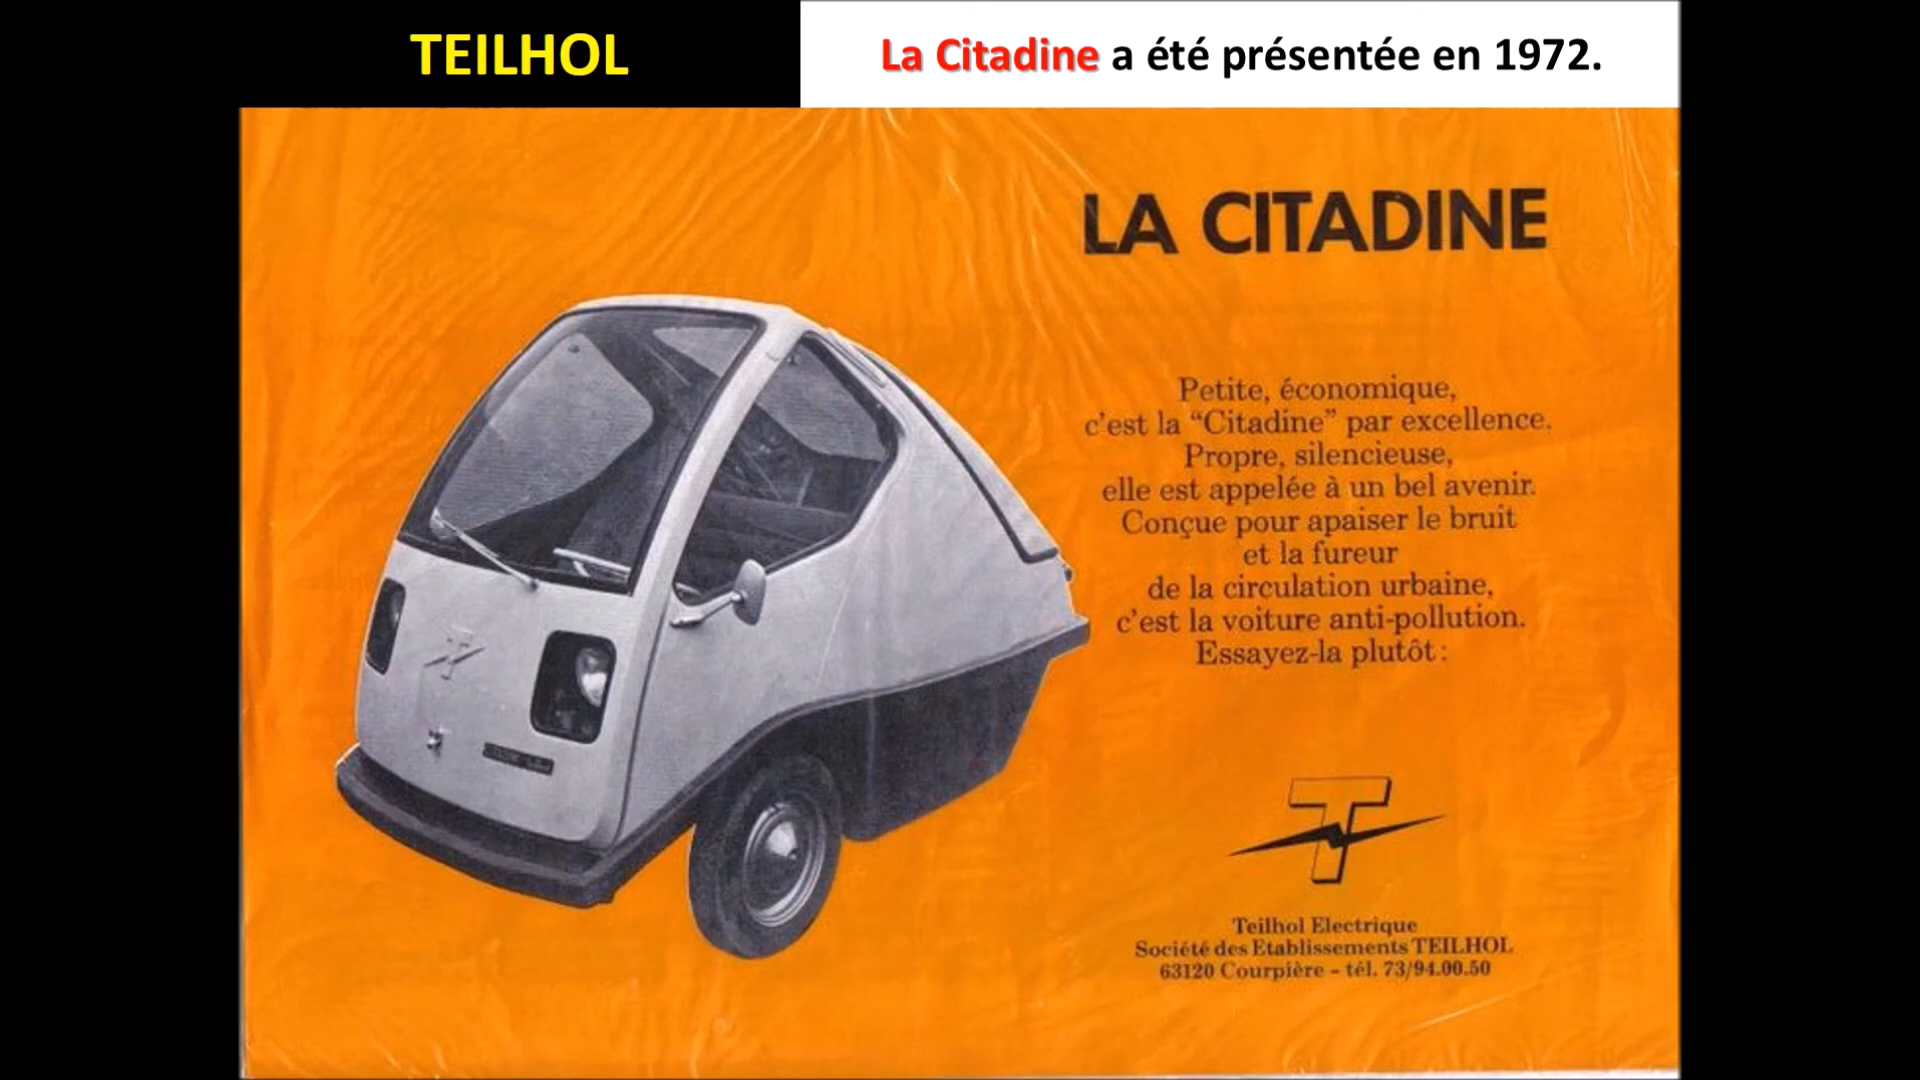 TEILHOL
La Citadine a été présentée en 1972.
LA CITADINE
Petite, économique,
c'est la “Citadine” par excellence.
Propre, silencieuse,
elle est appelée à un bel avenir.
Conçue pour apaiser le bruit
et la fureur
de la circulation urbaine,
c'est la voiture anti-pollution.
Essayez-la plutôt :
T
Teilhol Electrique
Société des Etablissements TEILHOL
63120 Courpière - tél. 73/94.00.50